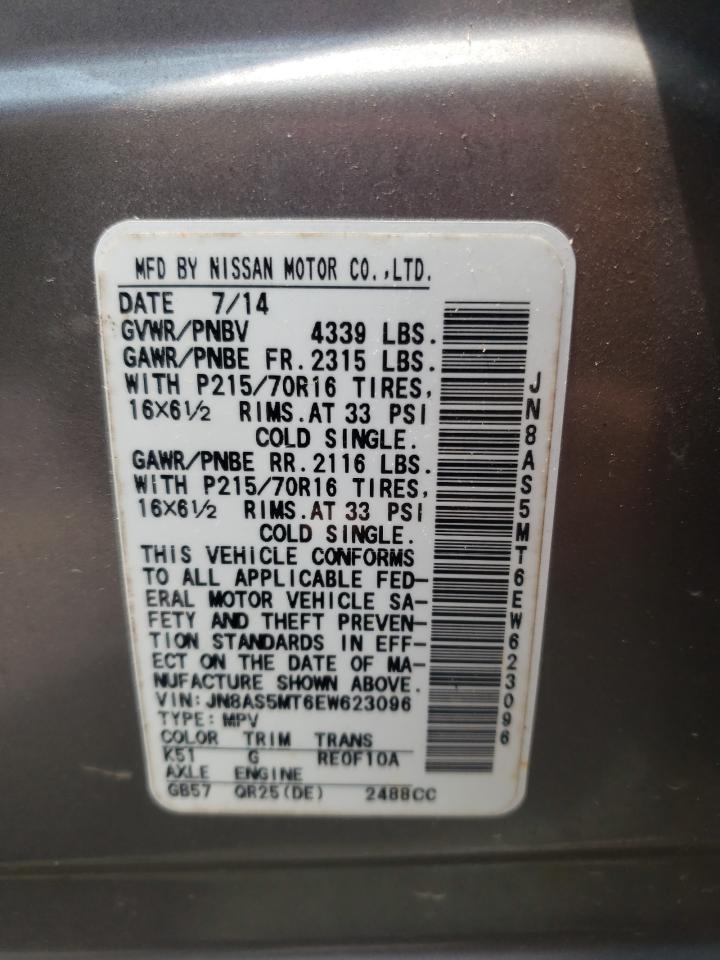 MFD BY NISSAN MOTOR CO.,LTD.
DATE 7/14
GVWR/PNBV 4339 LBS.
GAWR/PNBE FR.2315 LBS.
WITH P215/70R16 TIRES,
16×6½ RIMS.AT 33 PSI
COLD SINGLE.
GAWR/PNBE RR.2116 LBS.
WITH P215/70R16 TIRES,
16×6½ RIMS.AT 33 PSI
COLD SINGLE.
THIS VEHICLE CONFORMS
TO ALL APPLICABLE FED-
ERAL MOTOR VEHICLE SA-
FETY AND THEFT PREVEN-
TION STANDARDS IN EFF-
ECT ON THE DATE OF MA-
NUFACTURE SHOWN ABOVE.
VIN:JN8AS5MT6EW623096
TYPE:MPV
COLOR TRIM TRANS
K51 G RE0F10A
AXLE ENGINE
GB57 QR25(DE) 2488CC
JN8AS5MT6EW623096